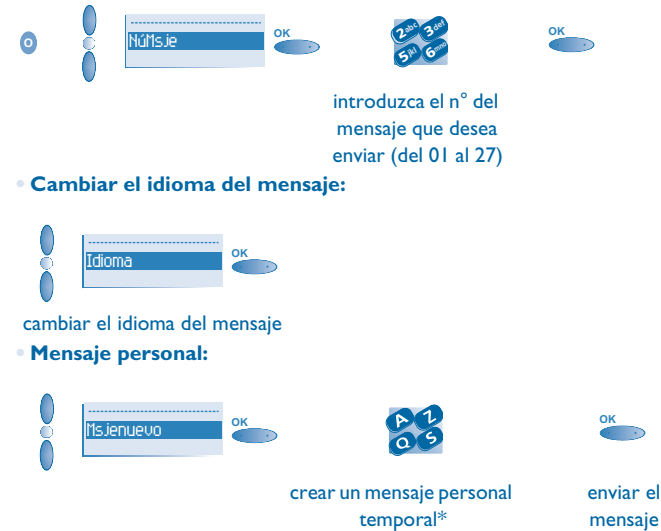 O
NúMsje
OK
2abc 3def
5jkl 6mno
OK
introduzca el n° del
mensaje que desea
enviar (del 01 al 27)
• Cambiar el idioma del mensaje:
Idioma
OK
cambiar el idioma del mensaje
• Mensaje personal:
Msjenuevo
OK
A Z
Q S
OK
crear un mensaje personal
temporal*
enviar el
mensaje